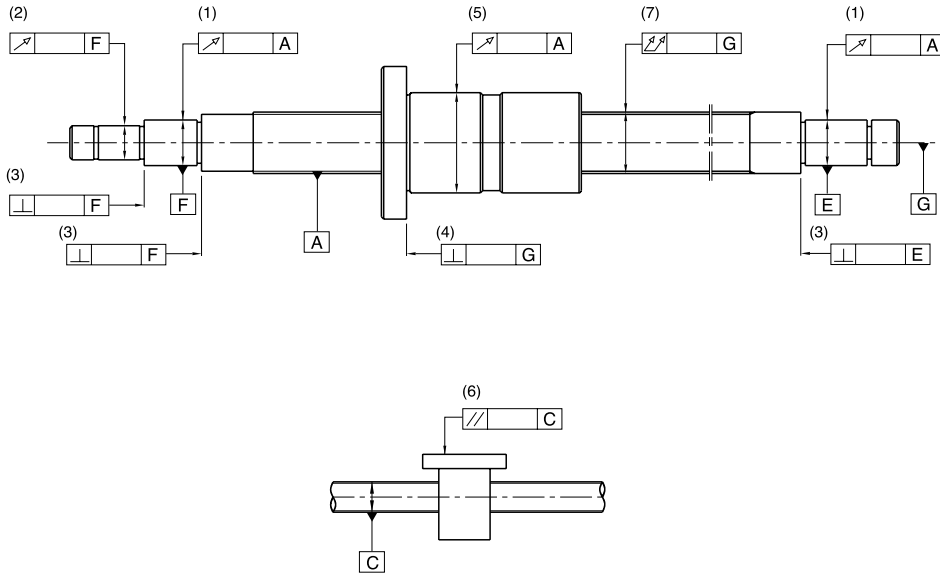 (2) (1) (5) (7) (1)
F A A G A
(3)
F F E G
(3) (4) (3)
F A G E
(6)
C
C